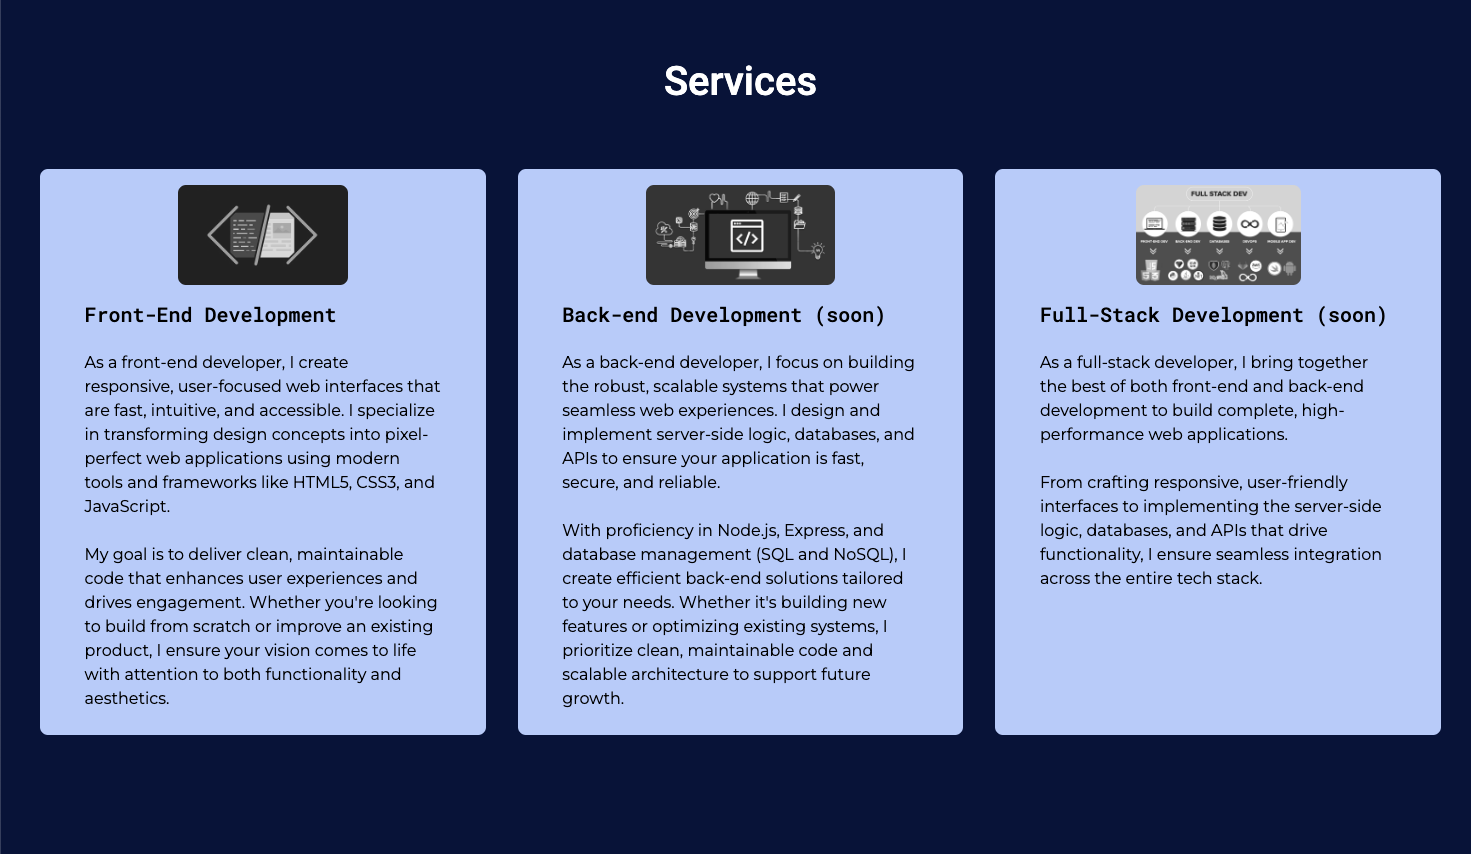 Services
Front-End Development
As a front-end developer, I create
responsive, user-focused web interfaces that
are fast, intuitive, and accessible. I specialize
in transforming design concepts into pixel-
perfect web applications using modern
tools and frameworks like HTML5, CSS3, and
JavaScript.
My goal is to deliver clean, maintainable
code that enhances user experiences and
drives engagement. Whether you're looking
to build from scratch or improve an existing
product, I ensure your vision comes to life
with attention to both functionality and
aesthetics.
</>
Back-end Development (soon)
As a back-end developer, I focus on building
the robust, scalable systems that power
seamless web experiences. I design and
implement server-side logic, databases, and
APIs to ensure your application is fast,
secure, and reliable.
With proficiency in Node.js, Express, and
database management (SQL and NoSQL), I
create efficient back-end solutions tailored
to your needs. Whether it's building new
features or optimizing existing systems, I
prioritize clean, maintainable code and
scalable architecture to support future
growth.
FULL STACK DEV
FRONT-END DEV BACK-END DEV DATABASES DEVOPS MOBILE APP DEV
Full-Stack Development (soon)
As a full-stack developer, I bring together
the best of both front-end and back-end
development to build complete, high-
performance web applications.
From crafting responsive, user-friendly
interfaces to implementing the server-side
logic, databases, and APIs that drive
functionality, I ensure seamless integration
across the entire tech stack.